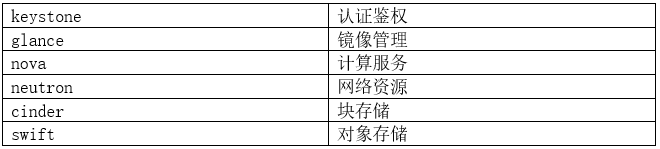 keystone 认证鉴权
glance 镜像管理
nova 计算服务
neutron 网络资源
cinder 块存储
swift 对象存储